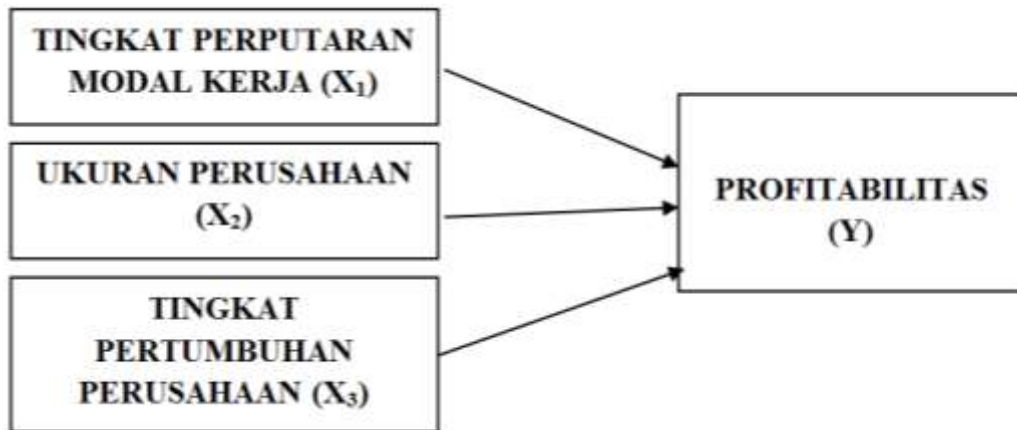 TINGKAT PERPUTARAN
MODAL KERJA (X₁)
UKURAN PERUSAHAAN
(X₂)
TINGKAT
PERTUMBUHAN
PERUSAHAAN (X₃)
PROFITABILITAS
(Y)